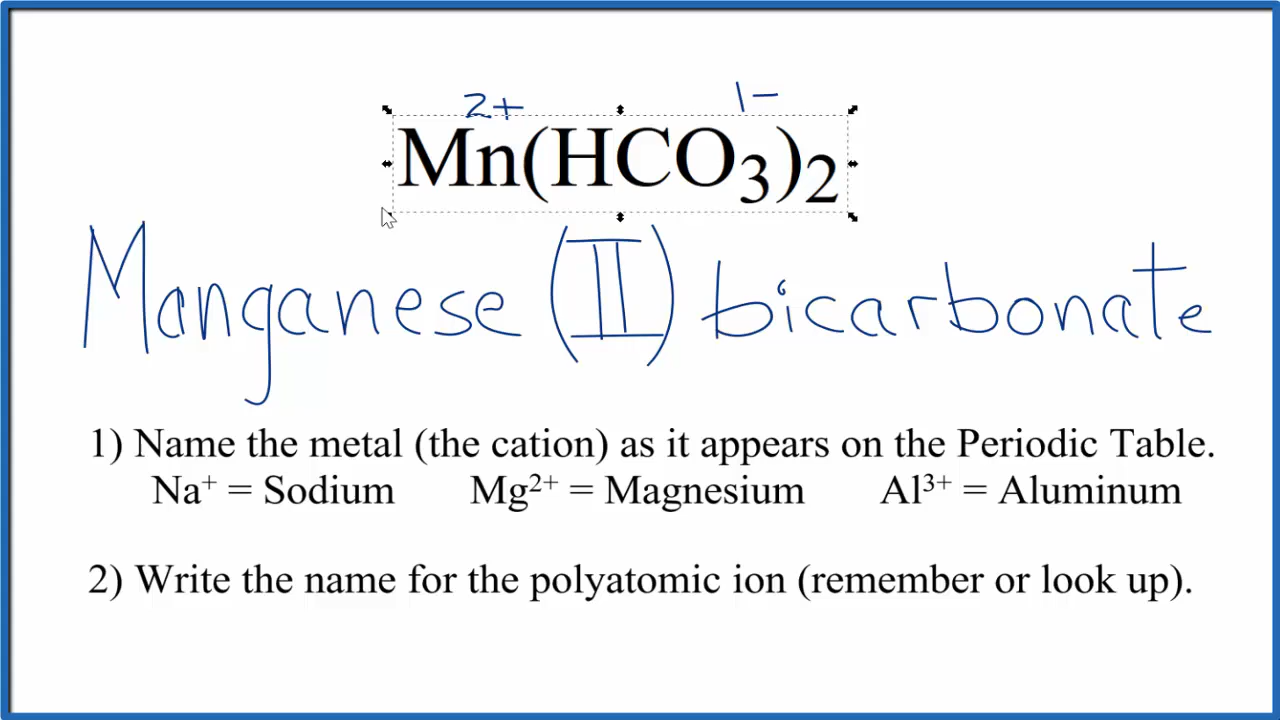 2+ 1-
Mn(HCO₃)₂
Manganese (II) bicarbonate
1) Name the metal (the cation) as it appears on the Periodic Table.
Na⁺ = Sodium Mg²⁺ = Magnesium Al³⁺ = Aluminum
2) Write the name for the polyatomic ion (remember or look up).